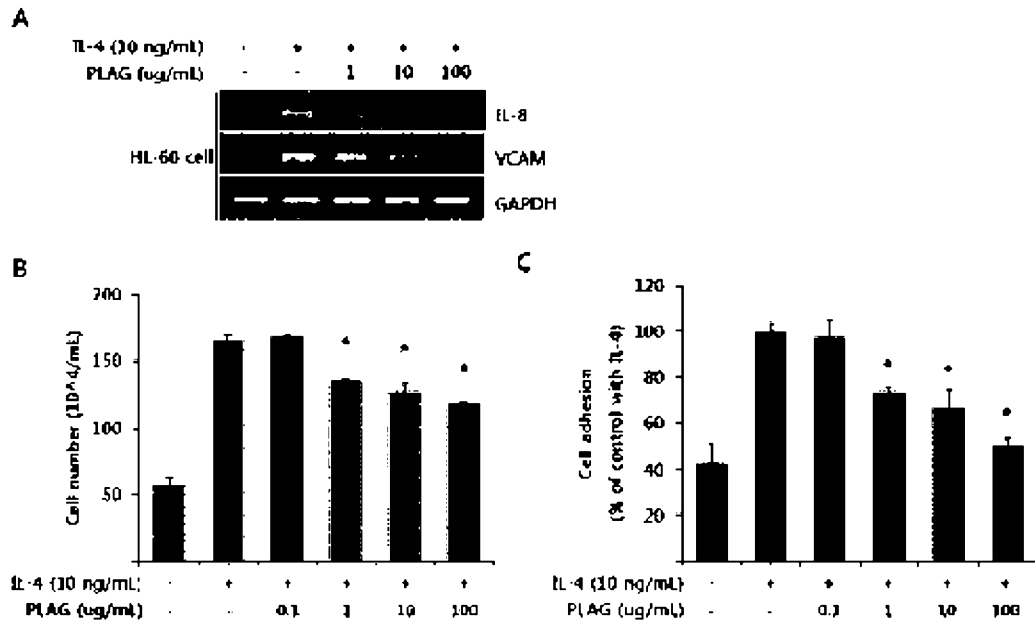 A
IL-4 (10 ng/mL) - + + + +
PLAG (ug/mL) - - 1 10 100
IL-8
HL-60 cell VCAM
GAPDH
B
Cell number (10^4/mL)
200
150
100
50
IL-4 (10 ng/mL) - + + + + +
PLAG (ug/mL) - - 0.1 1 10 100
C
Cell adhesion
(% of control with IL-4)
120
100
80
60
40
20
IL-4 (10 ng/mL) - + + + + +
PLAG (ug/mL) - - 0.1 1 10 100